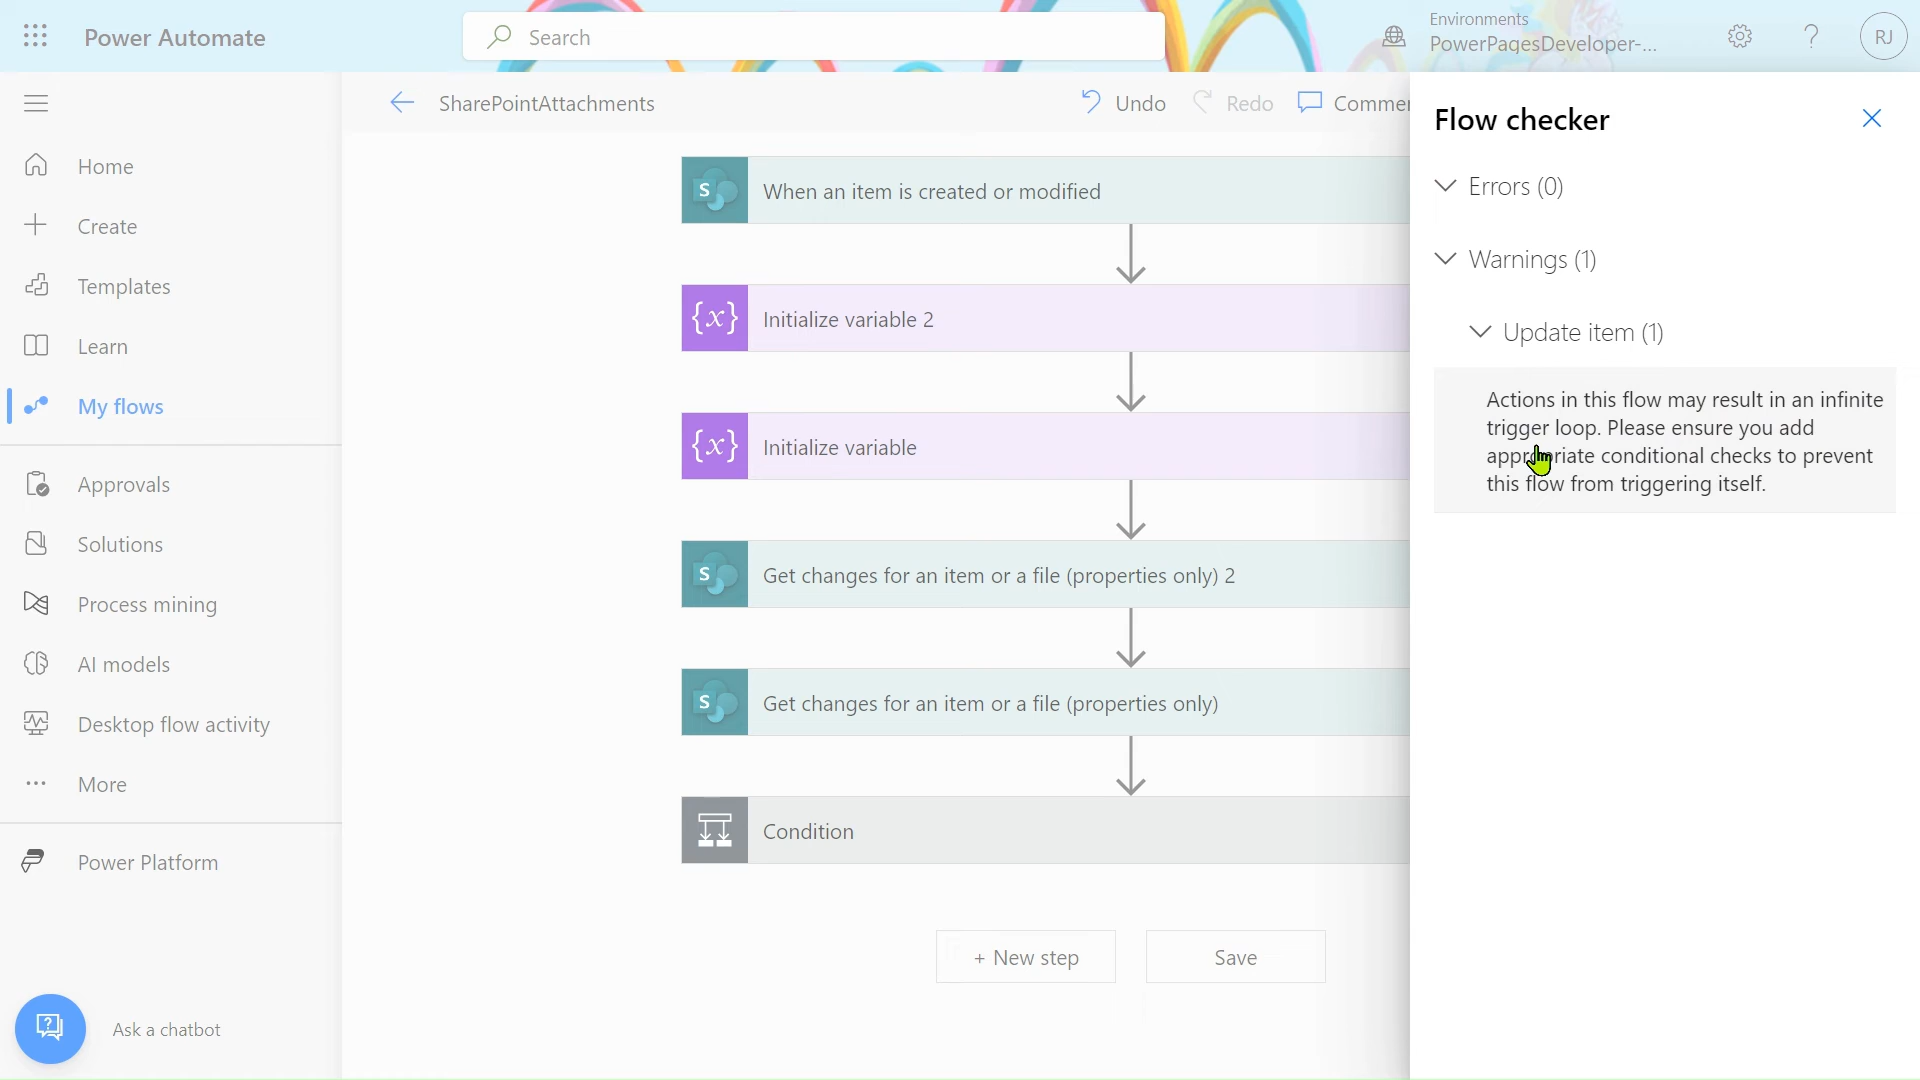 Power Automate
Search
Environments
PowerPagesDeveloper-...
RJ
SharePointAttachments
Undo
Redo
Commen
Home
Create
Templates
Learn
My flows
Approvals
Solutions
Process mining
AI models
Desktop flow activity
More
Power Platform
Ask a chatbot
When an item is created or modified
{x}
Initialize variable 2
{x}
Initialize variable
Get changes for an item or a file (properties only) 2
Get changes for an item or a file (properties only)
Condition
+ New step
Save
Flow checker
Errors (0)
Warnings (1)
Update item (1)
Actions in this flow may result in an infinite
trigger loop. Please ensure you add
appropriate conditional checks to prevent
this flow from triggering itself.